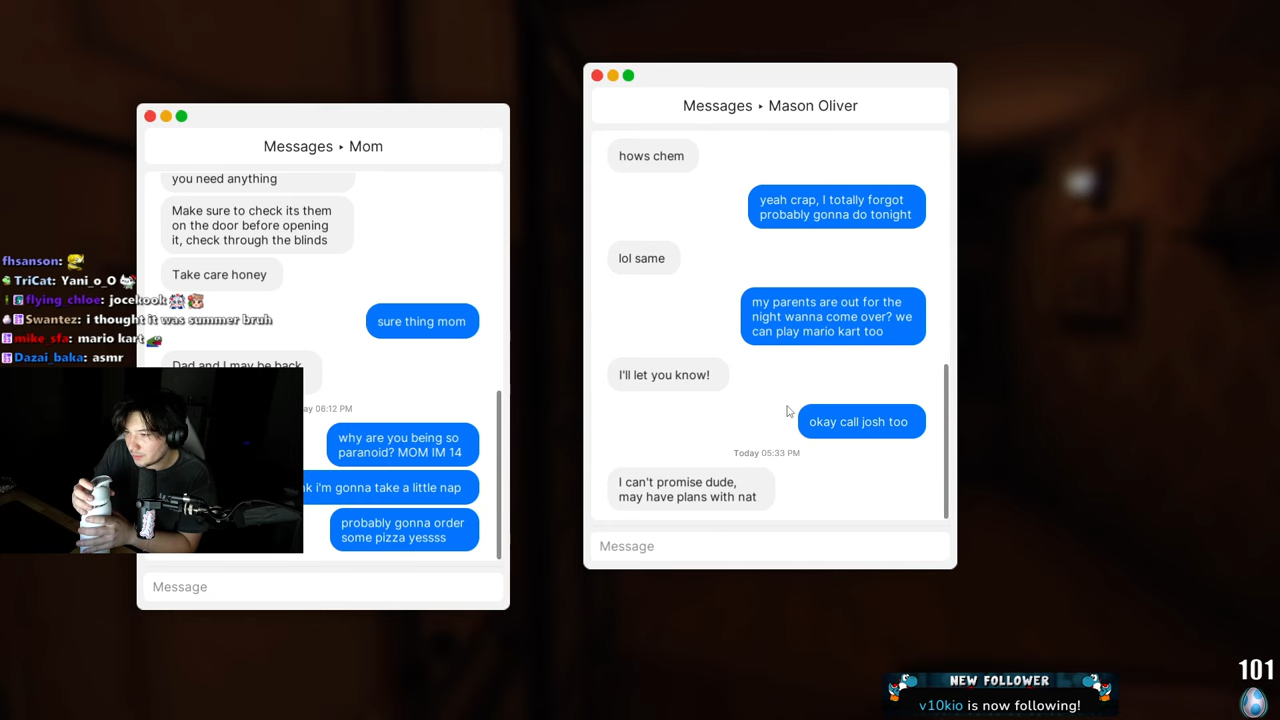 Messages ▸ Mom
you need anything
Make sure to check its them
on the door before opening
it, check through the blinds
Take care honey
sure thing mom
Dad and I may be back
06:12 PM
why are you being so
paranoid? MOM IM 14
i'm gonna take a little nap
probably gonna order
some pizza yessss
Message
Messages ▸ Mason Oliver
hows chem
yeah crap, I totally forgot
probably gonna do tonight
lol same
my parents are out for the
night wanna come over? we
can play mario kart too
I'll let you know!
okay call josh too
Today 05:33 PM
I can't promise dude,
may have plans with nat
Message
fhsanson:
TriCat: Yani_o_O
flying_chloe: jocekook
Swantez: i thought it was summer bruh
mike_sfa: mario kart
Dazai_baka: asmr
101
NEW FOLLOWER
v10kio is now following!